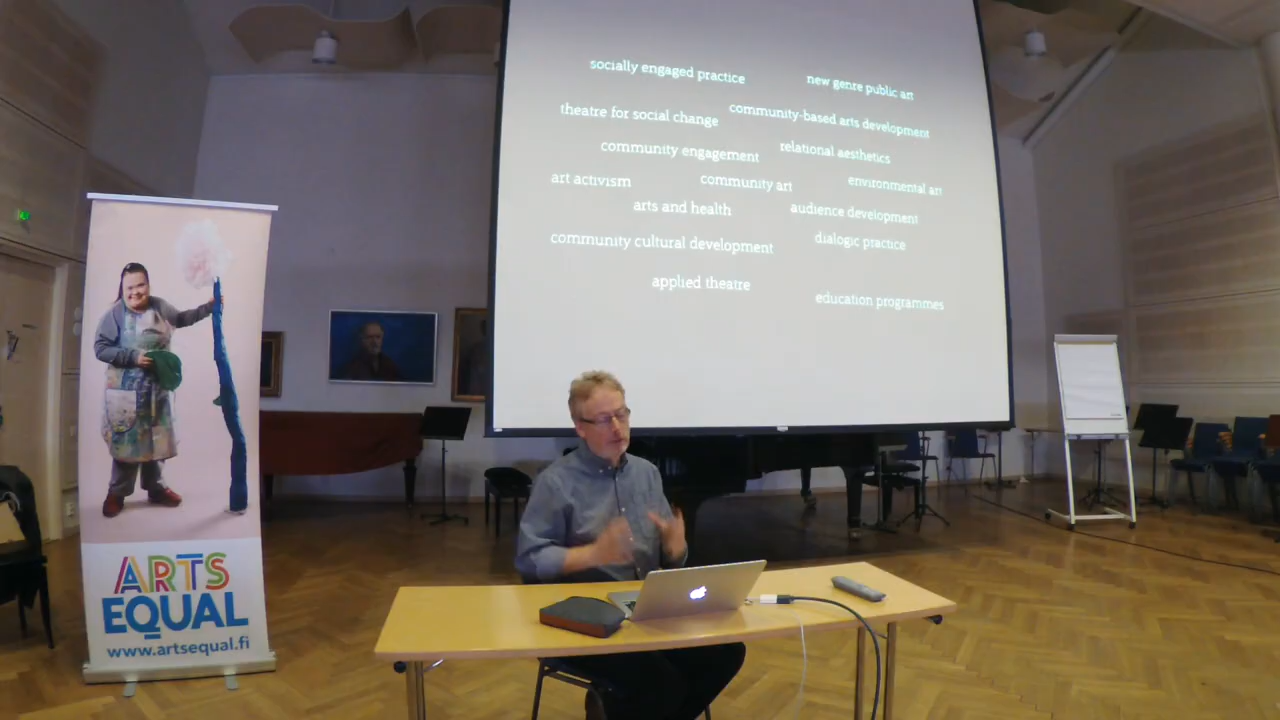 socially engaged practice
new genre public art
theatre for social change
community-based arts development
community engagement
relational aesthetics
art activism
community art
environmental art
arts and health
audience development
community cultural development
dialogic practice
applied theatre
education programmes
ARTS
EQUAL
www.artsequal.fi